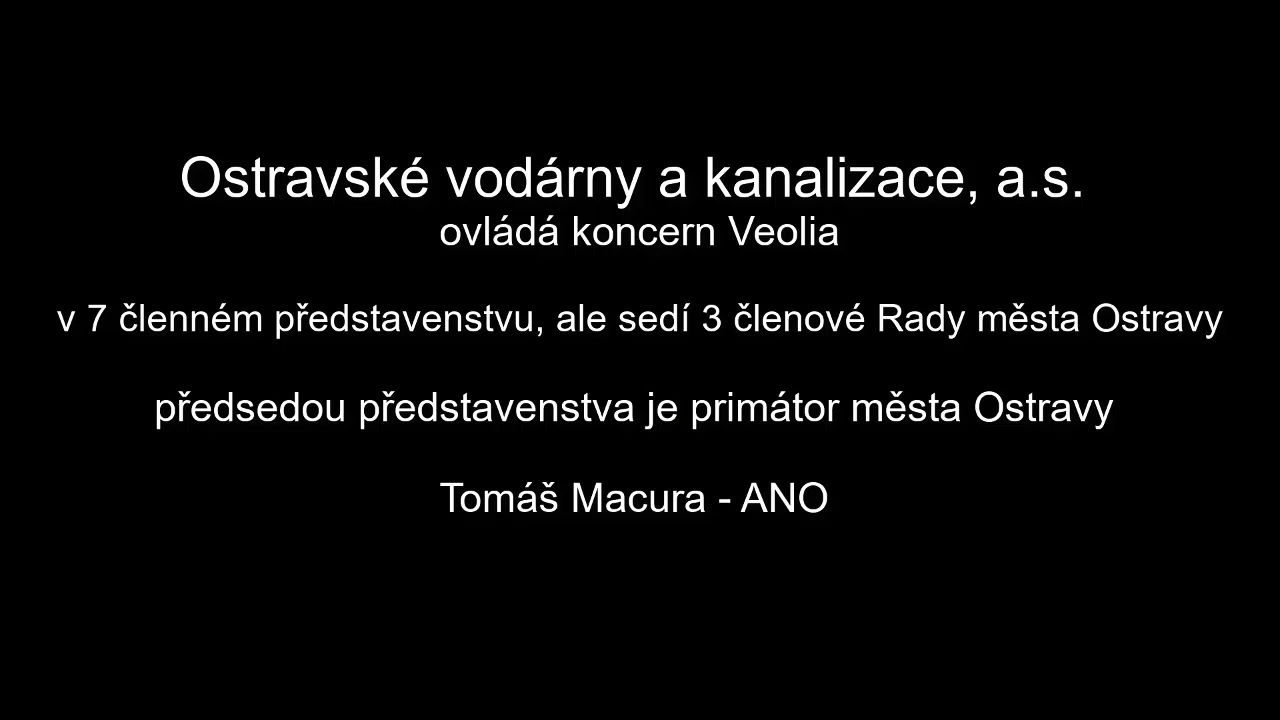 Ostravské vodárny a kanalizace, a.s.
ovládá koncern Veolia
v 7 členném představenstvu, ale sedí 3 členové Rady města Ostravy
předsedou představenstva je primátor města Ostravy
Tomáš Macura - ANO